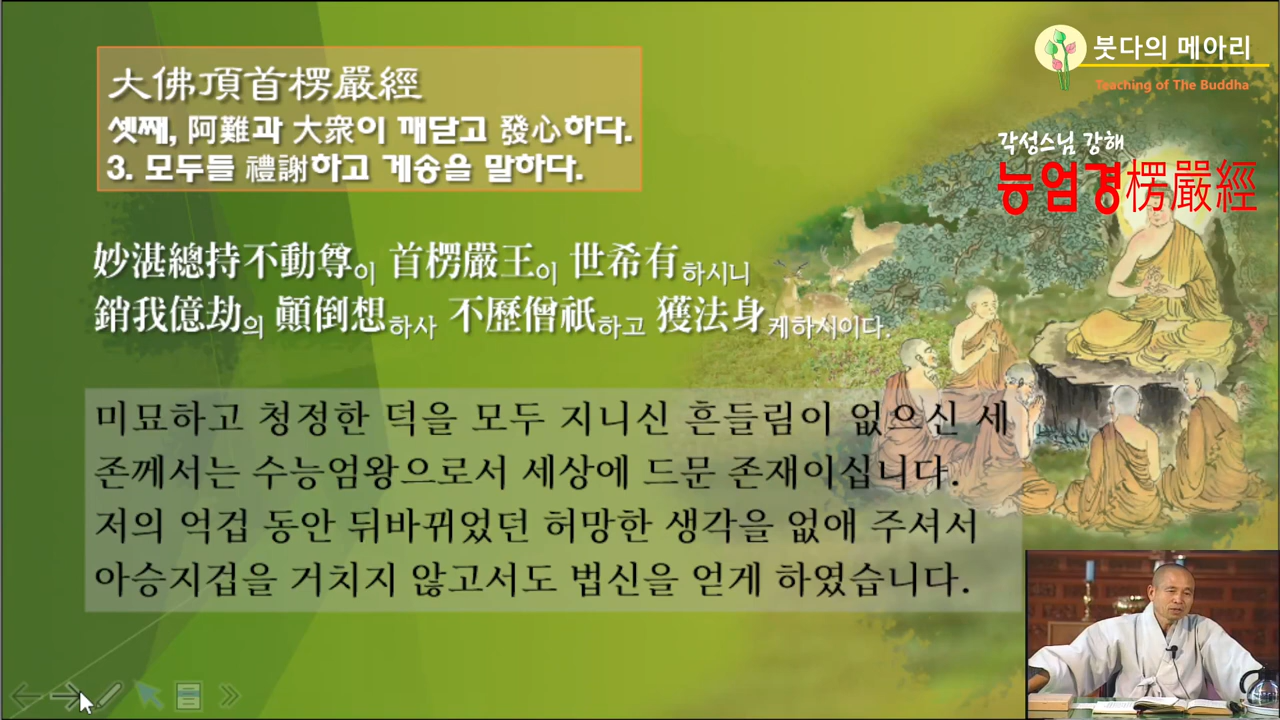 大佛頂首楞嚴經
셋째, 阿難과 大衆이 깨닫고 發心하다.
3. 모두들 禮謝하고 게송을 말하다.
붓다의 메아리
Teaching of The Buddha
각성스님 강해
능엄경楞嚴經
妙湛總持不動尊이 首楞嚴王이 世希有하시니
銷我億劫의 顚倒想하사 不歷僧祇하고 獲法身케하시이다.
미묘하고 청정한 덕을 모두 지니신 흔들림이 없으신 세
존께서는 수능엄왕으로서 세상에 드문 존재이십니다.
저의 억겁 동안 뒤바뀌었던 허망한 생각을 없애 주셔서
아승지겁을 거치지 않고서도 법신을 얻게 하였습니다.